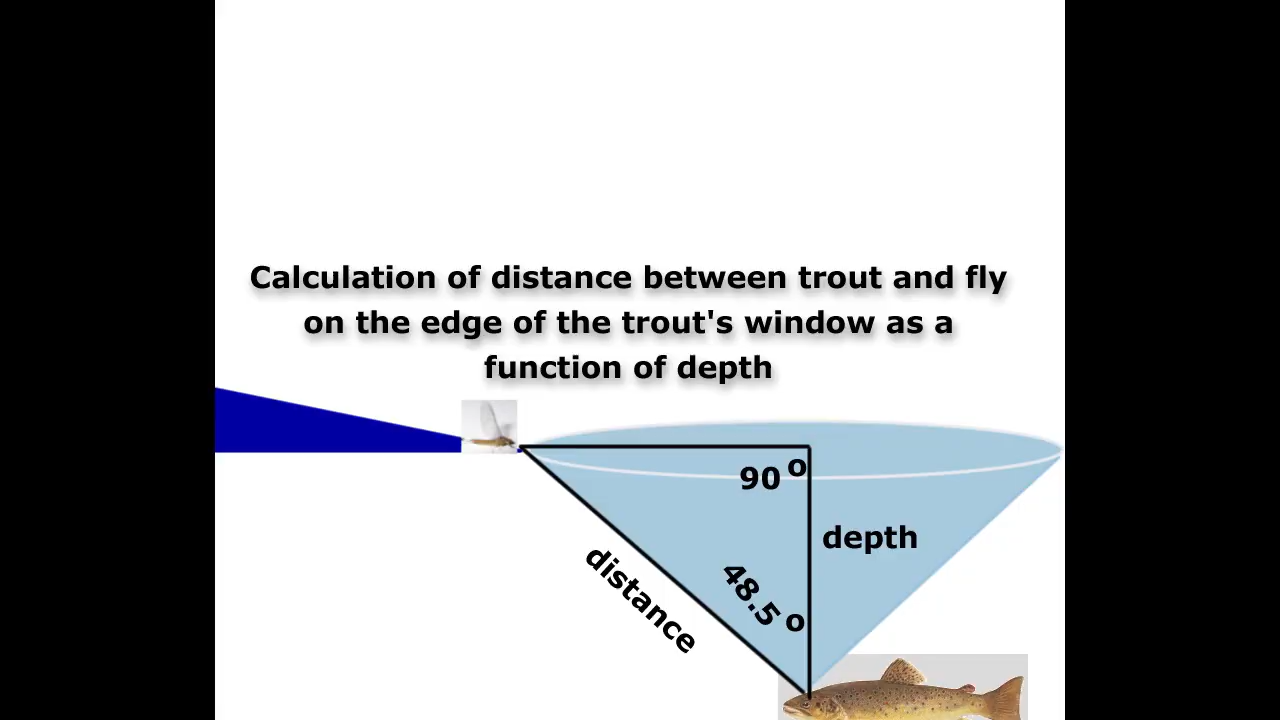 Calculation of distance between trout and fly
on the edge of the trout's window as a
function of depth
90 o
depth
distance
48.5 o